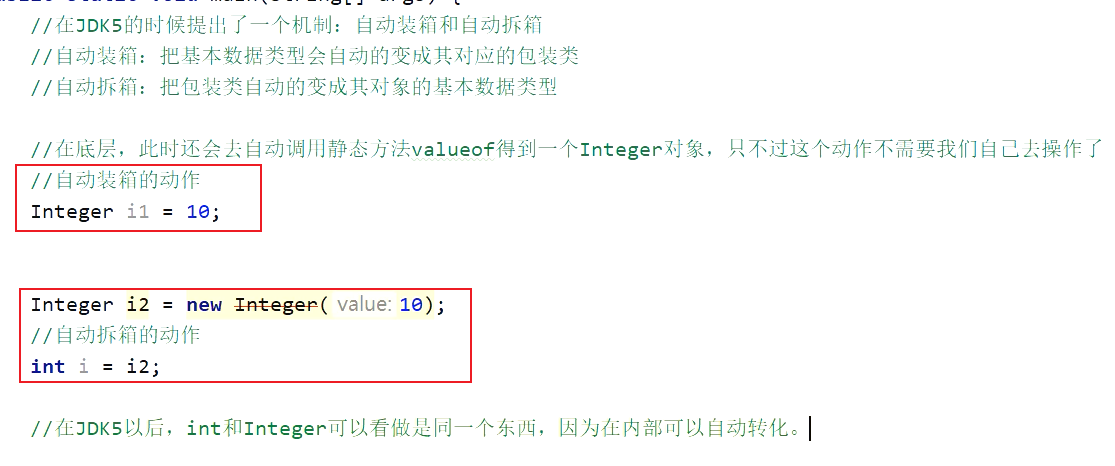 //在JDK5的时候提出了一个机制：自动装箱和自动拆箱
//自动装箱：把基本数据类型会自动的变成其对应的包装类
//自动拆箱：把包装类自动的变成其对象的基本数据类型
//在底层，此时还会去自动调用静态方法valueof得到一个Integer对象，只不过这个动作不需要我们自己去操作了
//自动装箱的动作
Integer i1 = 10;
Integer i2 = new Integer( value: 10);
//自动拆箱的动作
int i = i2;
//在JDK5以后，int和Integer可以看做是同一个东西，因为在内部可以自动转化。